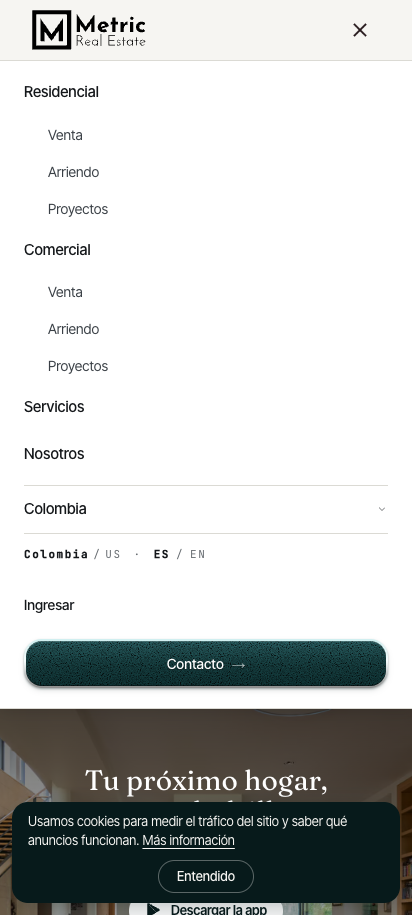 Metric
Real Estate
Residencial
Venta
Arriendo
Proyectos
Comercial
Venta
Arriendo
Proyectos
Servicios
Nosotros
Colombia
Colombia / US · ES / EN
Ingresar
Contacto →
Tu próximo hogar,
Usamos cookies para medir el tráfico del sitio y saber qué
anuncios funcionan. Más información
Entendido
Descargar la app